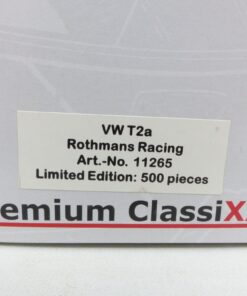 VW T2a
Rothmans Racing
Art.-No. 11265
Limited Edition: 500 pieces
emium ClassiX